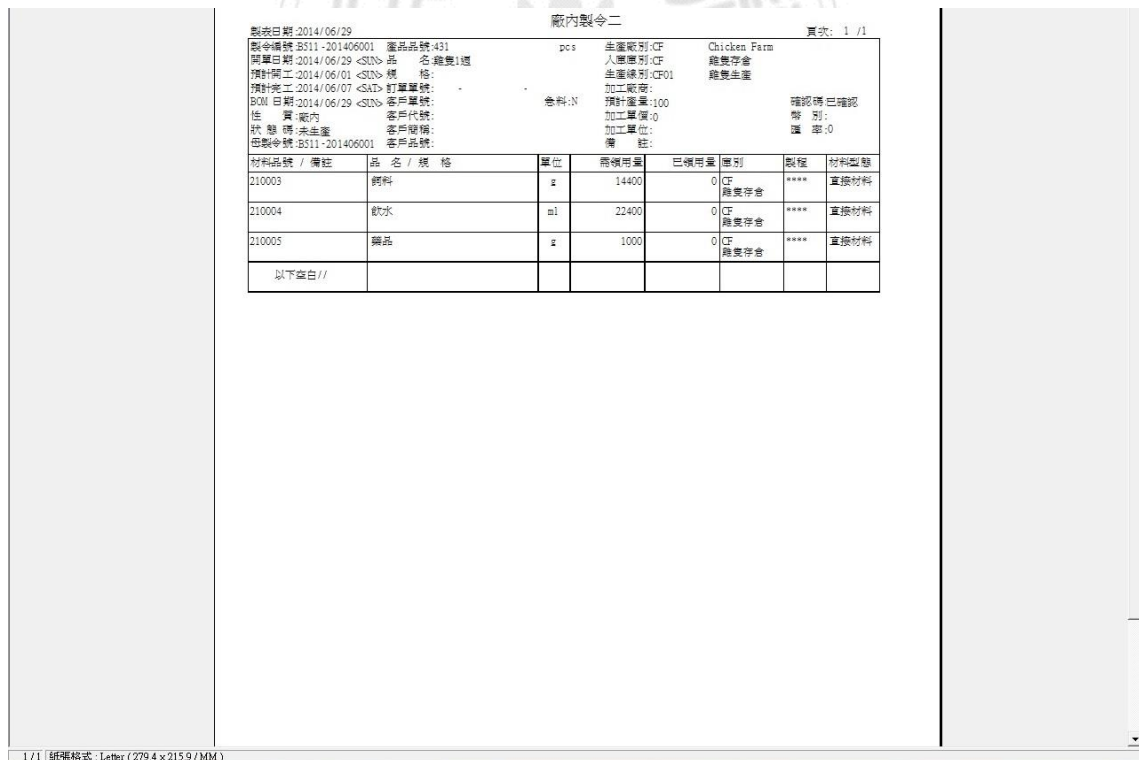 廠內製令二
製表日期:2014/06/29 頁次: 1 /1
製令編號:B511-201406001 產品品號:431 pcs 生產廠別:CF Chicken Farm
開單日期:2014/06/29 <SUN> 品 名:雞隻1週 入庫庫別:CF 雞隻存倉
預計開工:2014/06/01 <SUN> 規 格: 生產線別:CF01 雞隻生產
預計完工:2014/06/07 <SAT> 訂單單號: - - 加工廠商:
BOM 日期:2014/06/29 <SUN> 客戶單號: 急料:N 預計產量:100 確認碼:已確認
性 質:廠內 客戶代號: 加工單價:0 幣 別:
狀 態 碼:未生產 客戶簡稱: 加工單位: 匯 率:0
母製令號:B511-201406001 客戶品號: 備 註:
材料品號 / 備註 品 名 / 規 格 單位 需領用量 已領用量 庫別 製程 材料型態
210003 飼料 g 14400 0 CF **** 直接材料
雞隻存倉
210004 飲水 ml 22400 0 CF **** 直接材料
雞隻存倉
210005 藥品 g 1000 0 CF **** 直接材料
雞隻存倉
以下空白//
1/1 紙張格式 : Letter ( 279.4 x 215.9 / MM )